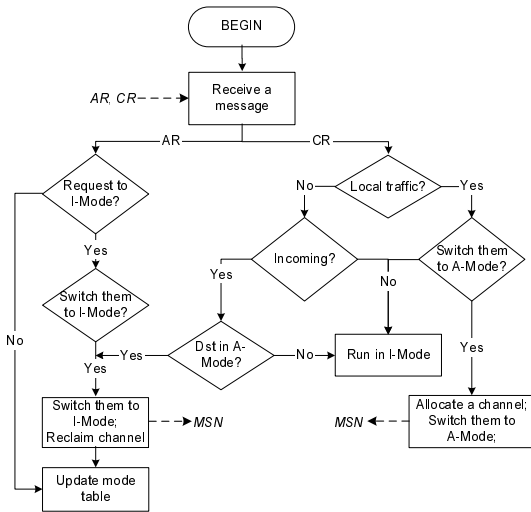 BEGIN
AR, CR
Receive a
message
AR
CR
Request to
I-Mode?
No
Local traffic?
Yes
Yes
Incoming?
Switch them
to A-Mode?
Switch them
to I-Mode?
Yes
No
No
Dst in A-
Mode?
Yes
No
Run in I-Mode
Yes
Yes
Switch them to
I-Mode;
Reclaim channel
MSN
MSN
Allocate a channel;
Switch them to
A-Mode;
Update mode
table